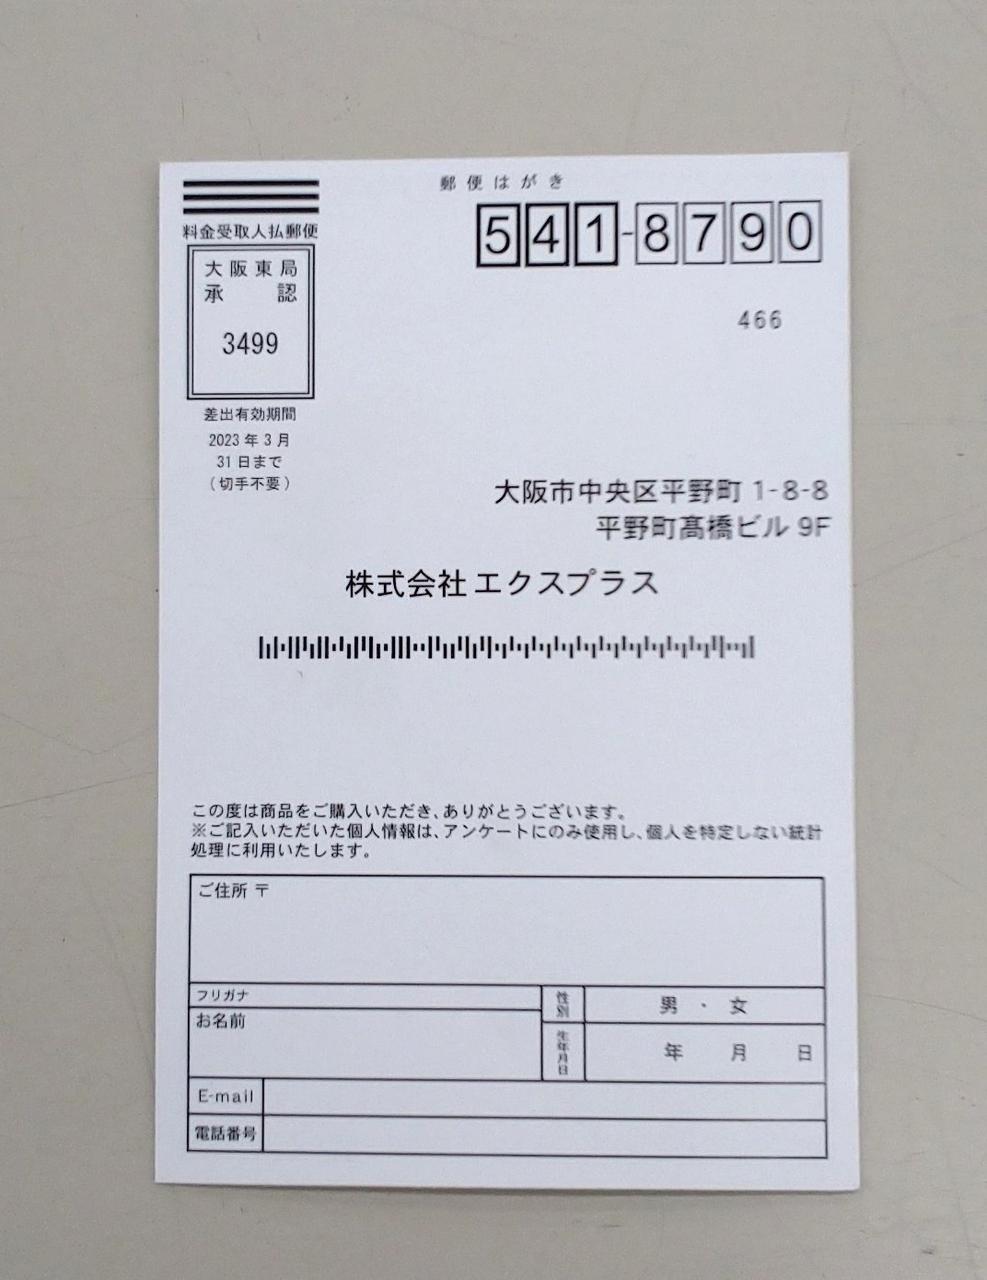 郵便はがき
料金受取人払郵便
大阪東局
承認
3499
差出有効期間
2023年3月
31日まで
(切手不要)
541-8790
466
大阪市中央区平野町 1-8-8
平野町髙橋ビル 9F
株式会社エクスプラス
この度は商品をご購入いただき、ありがとうございます。
※ご記入いただいた個人情報は、アンケートにのみ使用し、個人を特定しない統計
処理に利用いたします。
ご住所 〒
フリガナ
お名前
性別
男 ・ 女
生年月日
年 月 日
E-mail
電話番号